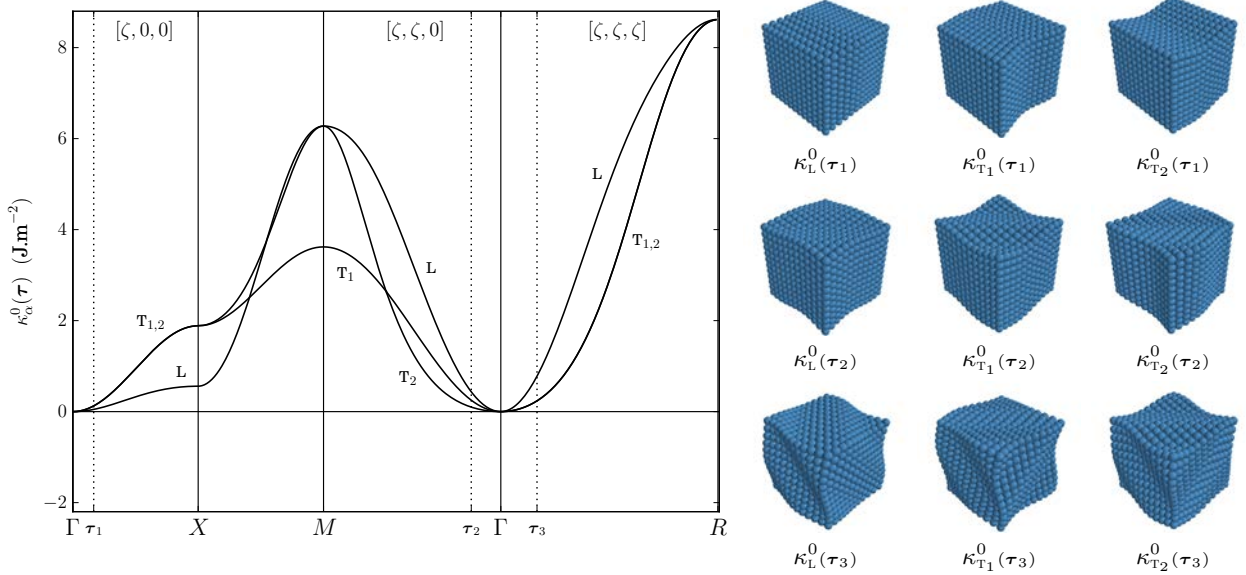 [ζ, 0, 0] [ζ, ζ, 0] [ζ, ζ, ζ]
κ⁰_α(τ) (J.m⁻²)
8
6
4
2
0
−2
T₁,₂
L
T₁
L
T₂
L
T₁,₂
Γ τ₁ X M τ₂ Γ τ₃ R
κ⁰_L(τ₁) κ⁰_T₁(τ₁) κ⁰_T₂(τ₁)
κ⁰_L(τ₂) κ⁰_T₁(τ₂) κ⁰_T₂(τ₂)
κ⁰_L(τ₃) κ⁰_T₁(τ₃) κ⁰_T₂(τ₃)